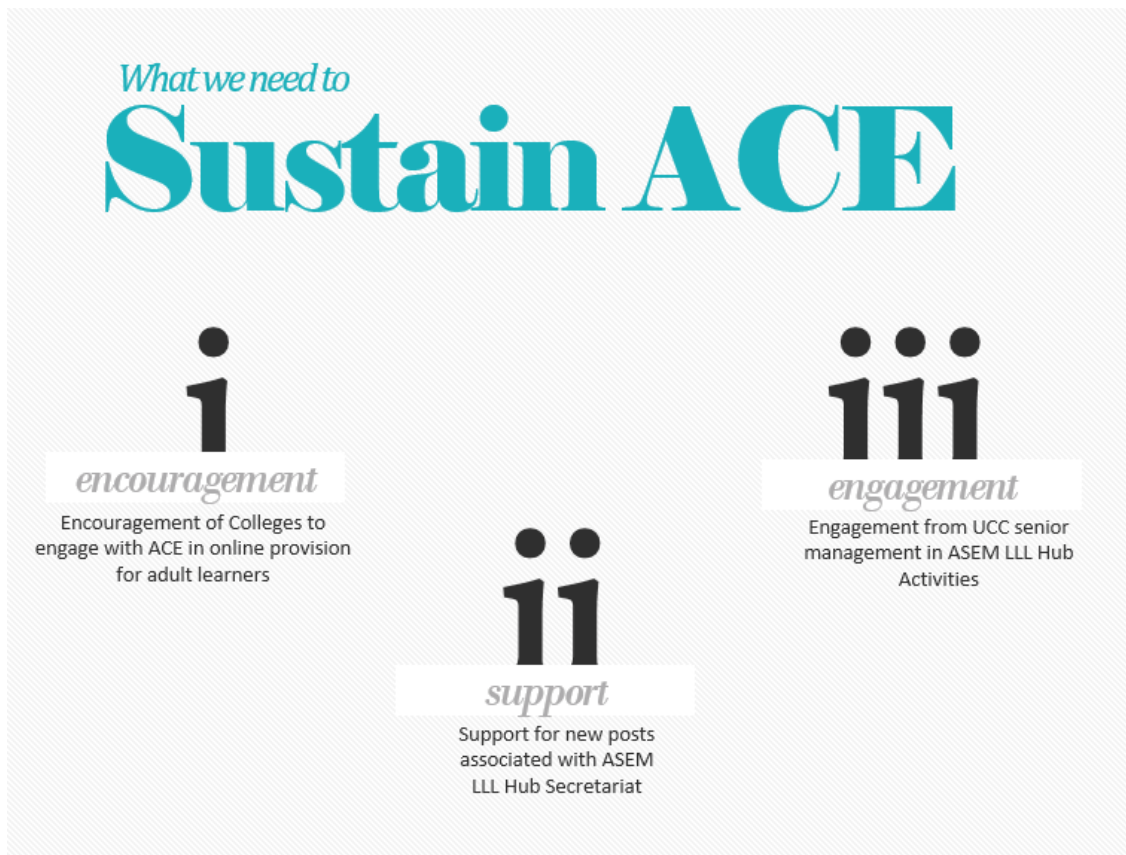 What we need to
Sustain ACE
i
encouragement
Encouragement of Colleges to
engage with ACE in online provision
for adult learners
ii
support
Support for new posts
associated with ASEM
LLL Hub Secretariat
iii
engagement
Engagement from UCC senior
management in ASEM LLL Hub
Activities